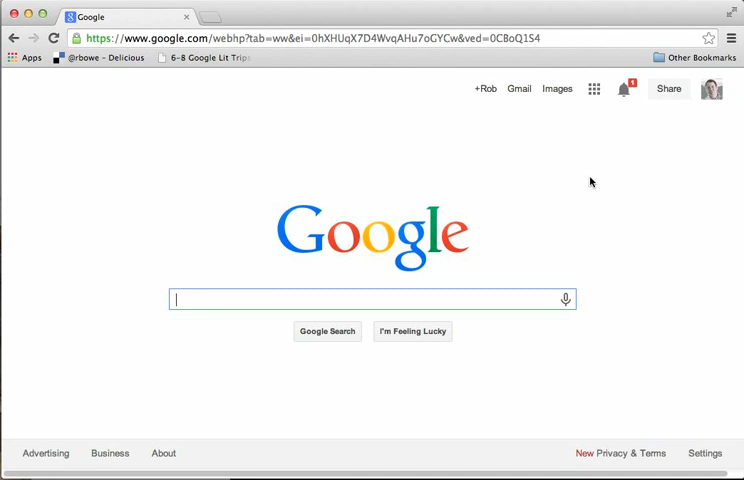 Google
https://www.google.com/webhp?tab=ww&ei=0hXHUqX7D4WvqAHu7oGYCw&ved=0CBoQ1S4
Apps @rbowe - Delicious 6-8 Google Lit Trips Other Bookmarks
+Rob Gmail Images 1 Share
Google
Google Search I'm Feeling Lucky
Advertising Business About New Privacy & Terms Settings